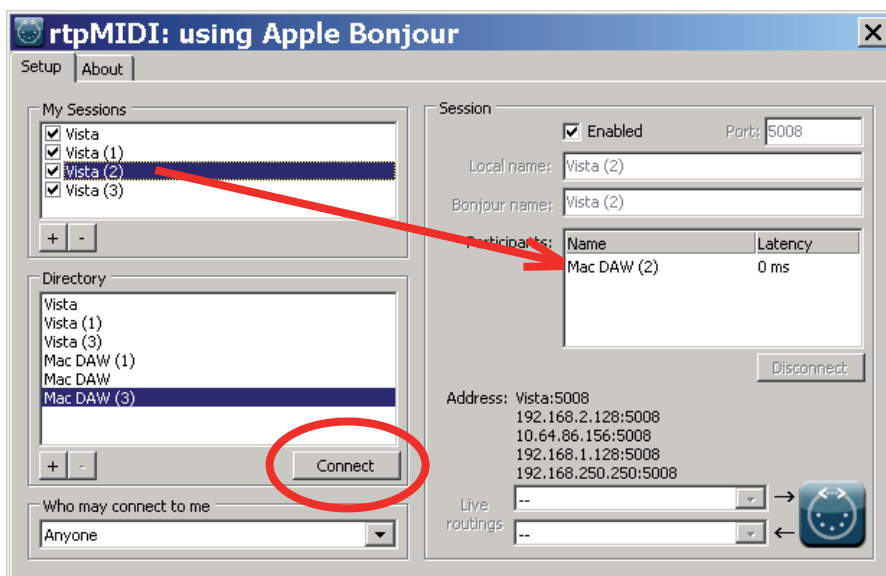 rtpMIDI: using Apple Bonjour
Setup About
My Sessions
Vista
Vista (1)
Vista (2)
Vista (3)
+ -
Directory
Vista
Vista (1)
Vista (3)
Mac DAW (1)
Mac DAW
Mac DAW (3)
+ - Connect
Who may connect to me
Anyone
Session
Enabled Port: 5008
Local name: Vista (2)
Bonjour name: Vista (2)
Participants: Name Latency
Mac DAW (2) 0 ms
Disconnect
Address: Vista:5008
192.168.2.128:5008
10.64.86.156:5008
192.168.1.128:5008
192.168.250.250:5008
Live routings
--
--